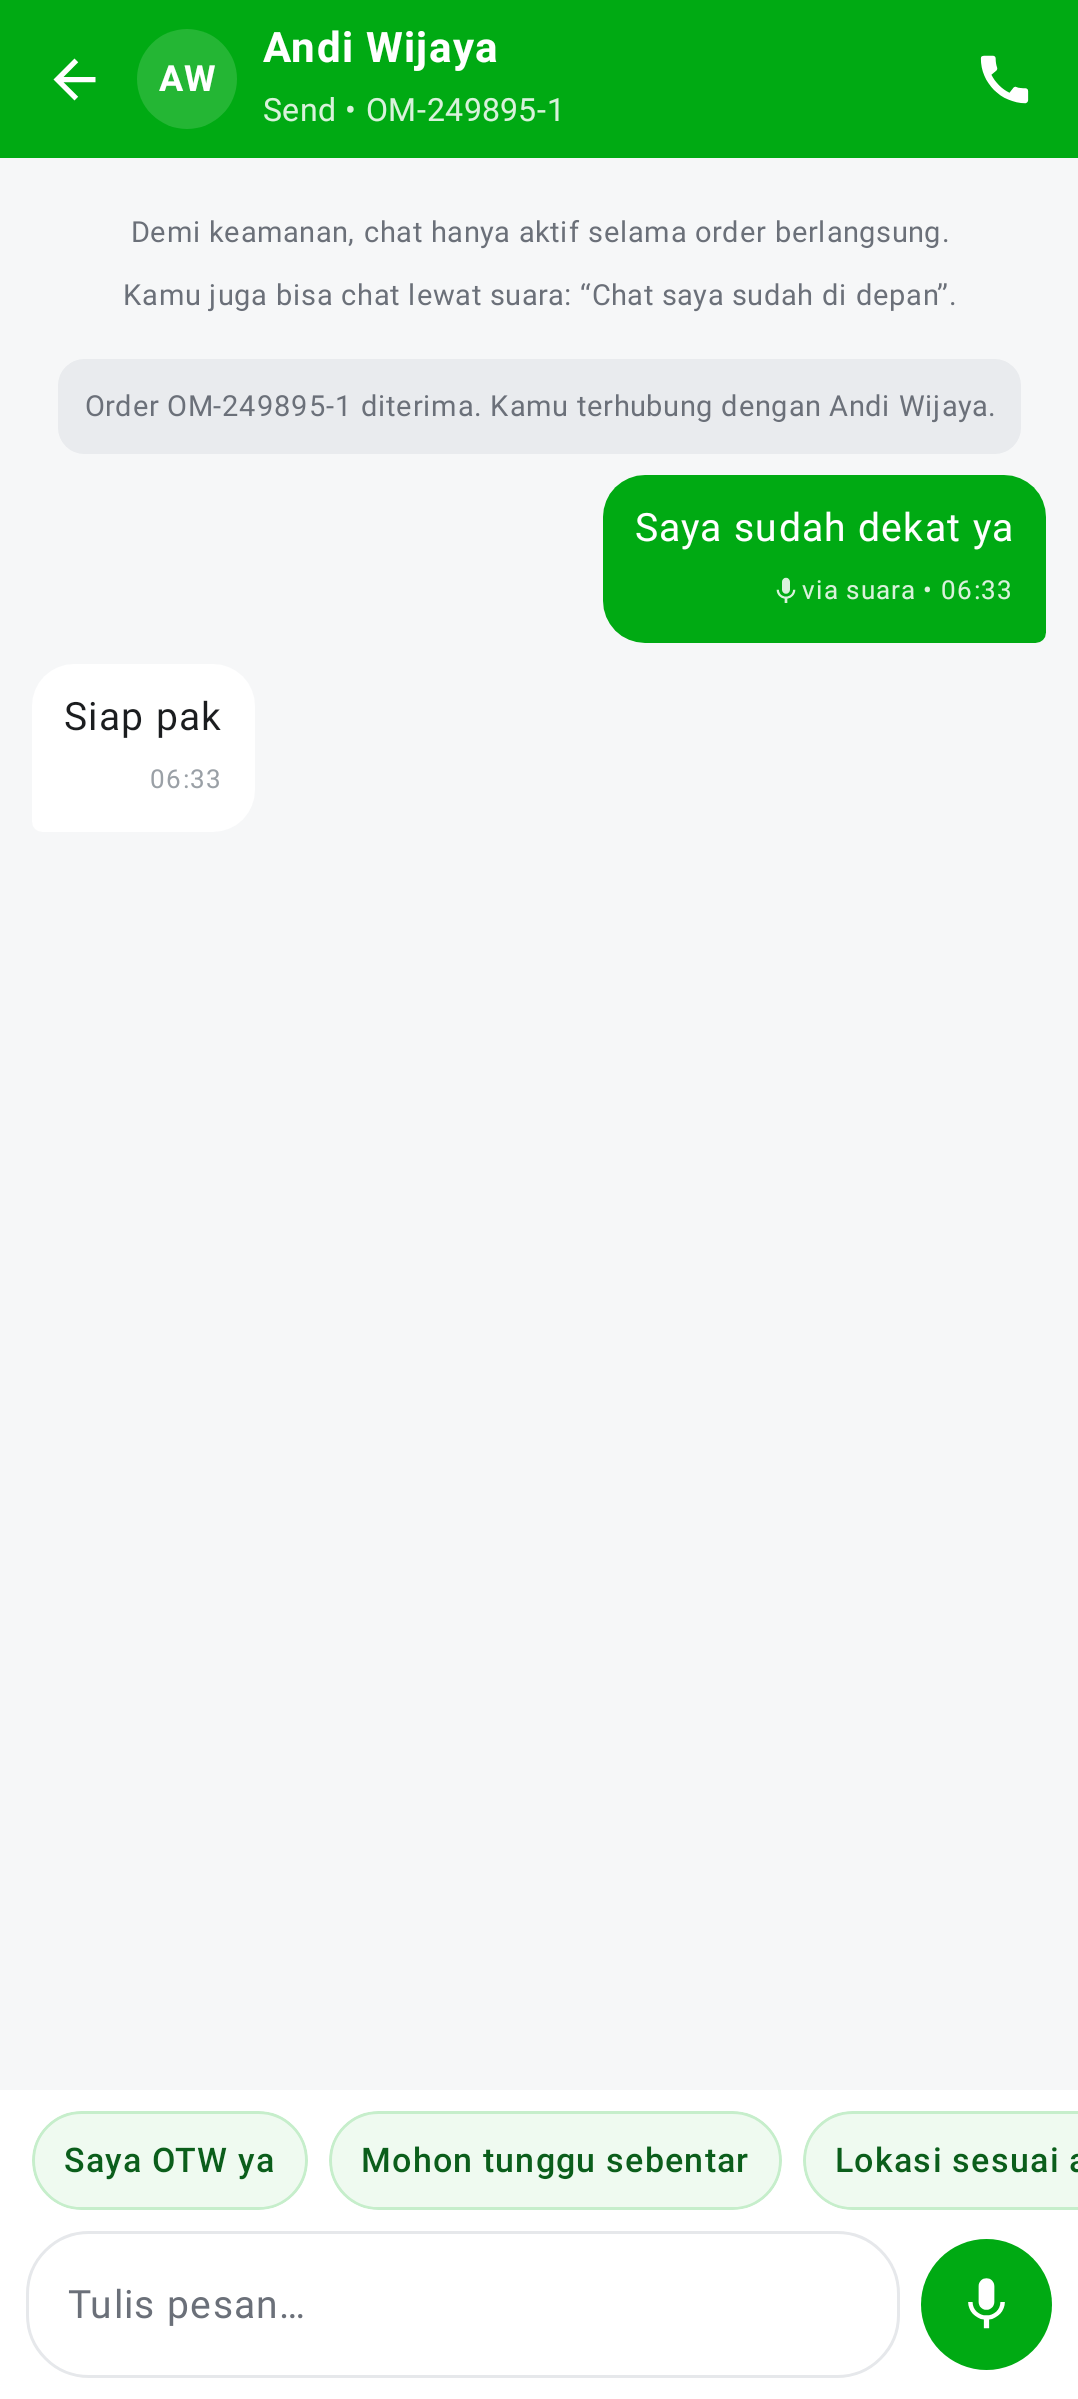 Andi Wijaya
AW
Send • OM-249895-1
Demi keamanan, chat hanya aktif selama order berlangsung.
Kamu juga bisa chat lewat suara: “Chat saya sudah di depan”.
Order OM-249895-1 diterima. Kamu terhubung dengan Andi Wijaya.
Saya sudah dekat ya
via suara • 06:33
Siap pak
06:33
Saya OTW ya
Mohon tunggu sebentar
Lokasi sesuai
Tulis pesan…